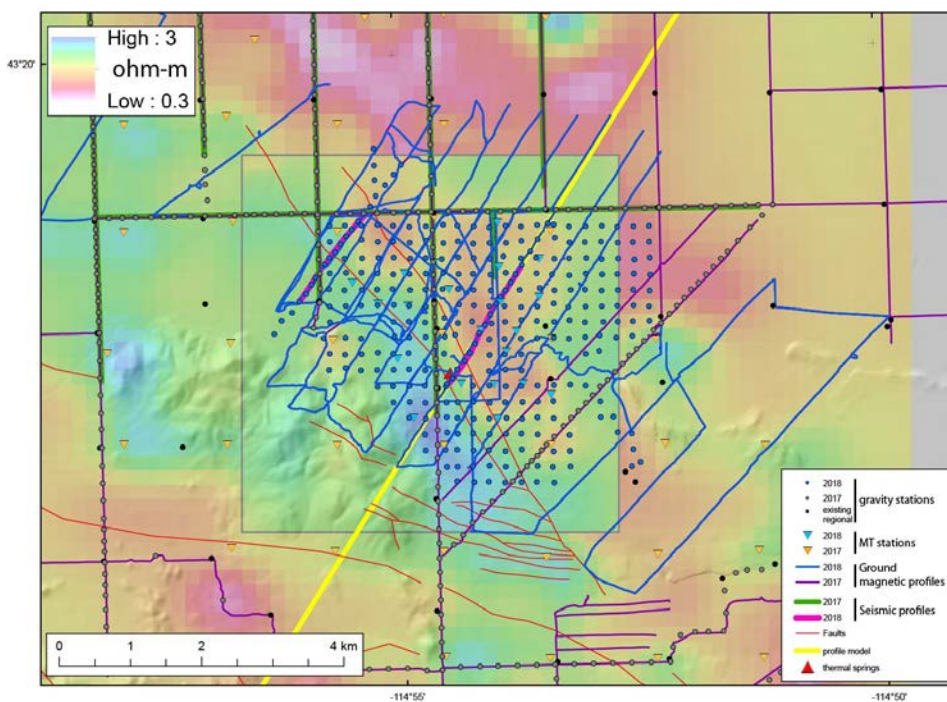 High : 3
ohm-m
Low : 0.3
43°20'
2018
2017
existing
regional
gravity stations
2018
2017
MT stations
2018
2017
Ground
magnetic profiles
2017
2018
Seismic profiles
Faults
profile model
thermal springs
0 1 2 4 km
-114°55'
-114°50'